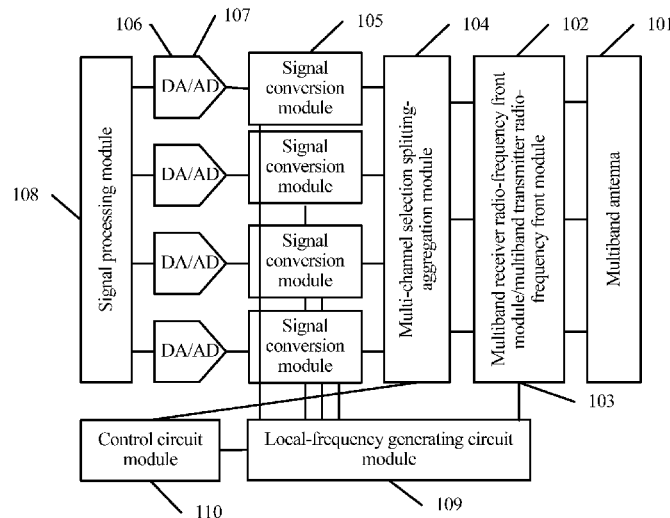 106
107
105
104
102
101
Signal processing module
108
DA/AD
DA/AD
DA/AD
DA/AD
Signal
conversion
module
Signal
conversion
module
Signal
conversion
module
Signal
conversion
module
Multi-channel selection splitting-
aggregation module
Multiband receiver radio-frequency/front
module/multiband transmitter radio-
frequency front module
Multiband antenna
103
Control circuit
module
Local-frequency generating circuit
module
110
109